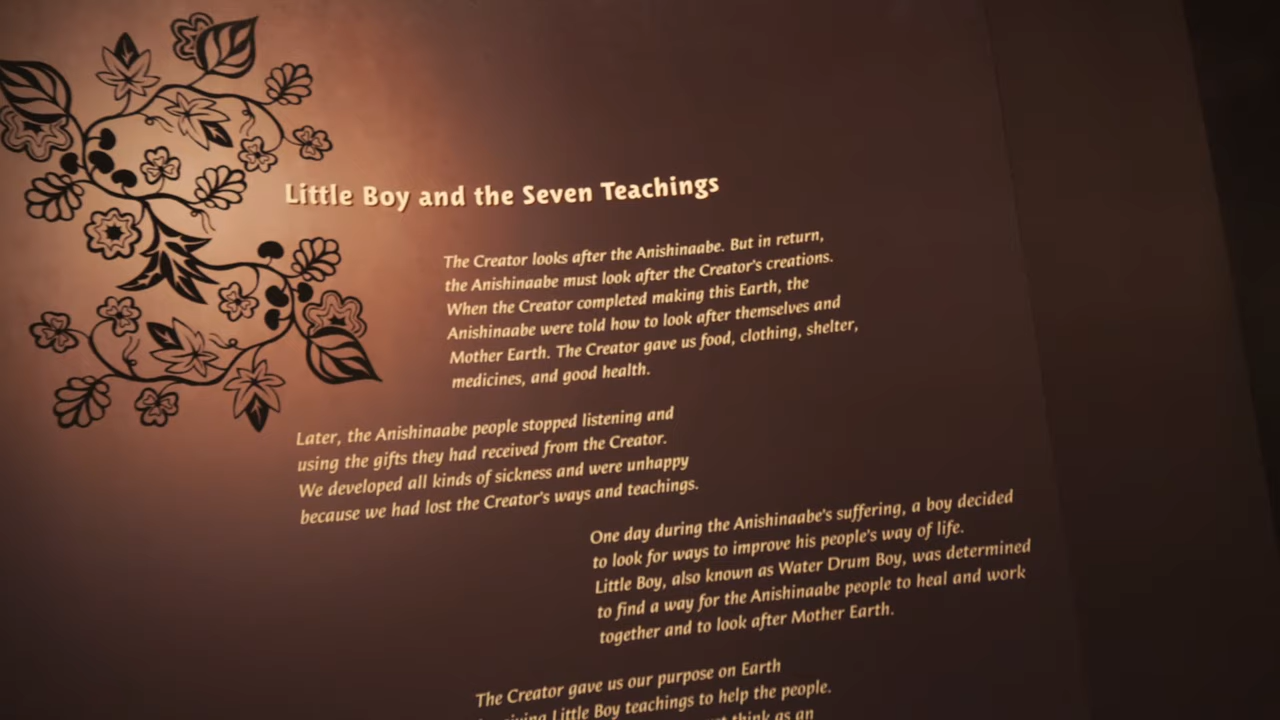 Little Boy and the Seven Teachings
The Creator looks after the Anishinaabe. But in return,
the Anishinaabe must look after the Creator's creations.
When the Creator completed making this Earth, the
Anishinaabe were told how to look after themselves and
Mother Earth. The Creator gave us food, clothing, shelter,
medicines, and good health.
Later, the Anishinaabe people stopped listening and
using the gifts they had received from the Creator.
We developed all kinds of sickness and were unhappy
because we had lost the Creator's ways and teachings.
One day during the Anishinaabe's suffering, a boy decided
to look for ways to improve his people's way of life.
Little Boy, also known as Water Drum Boy, was determined
to find a way for the Anishinaabe people to heal and work
together and to look after Mother Earth.
The Creator gave us our purpose on Earth
Little Boy teachings to help the people.
think as an